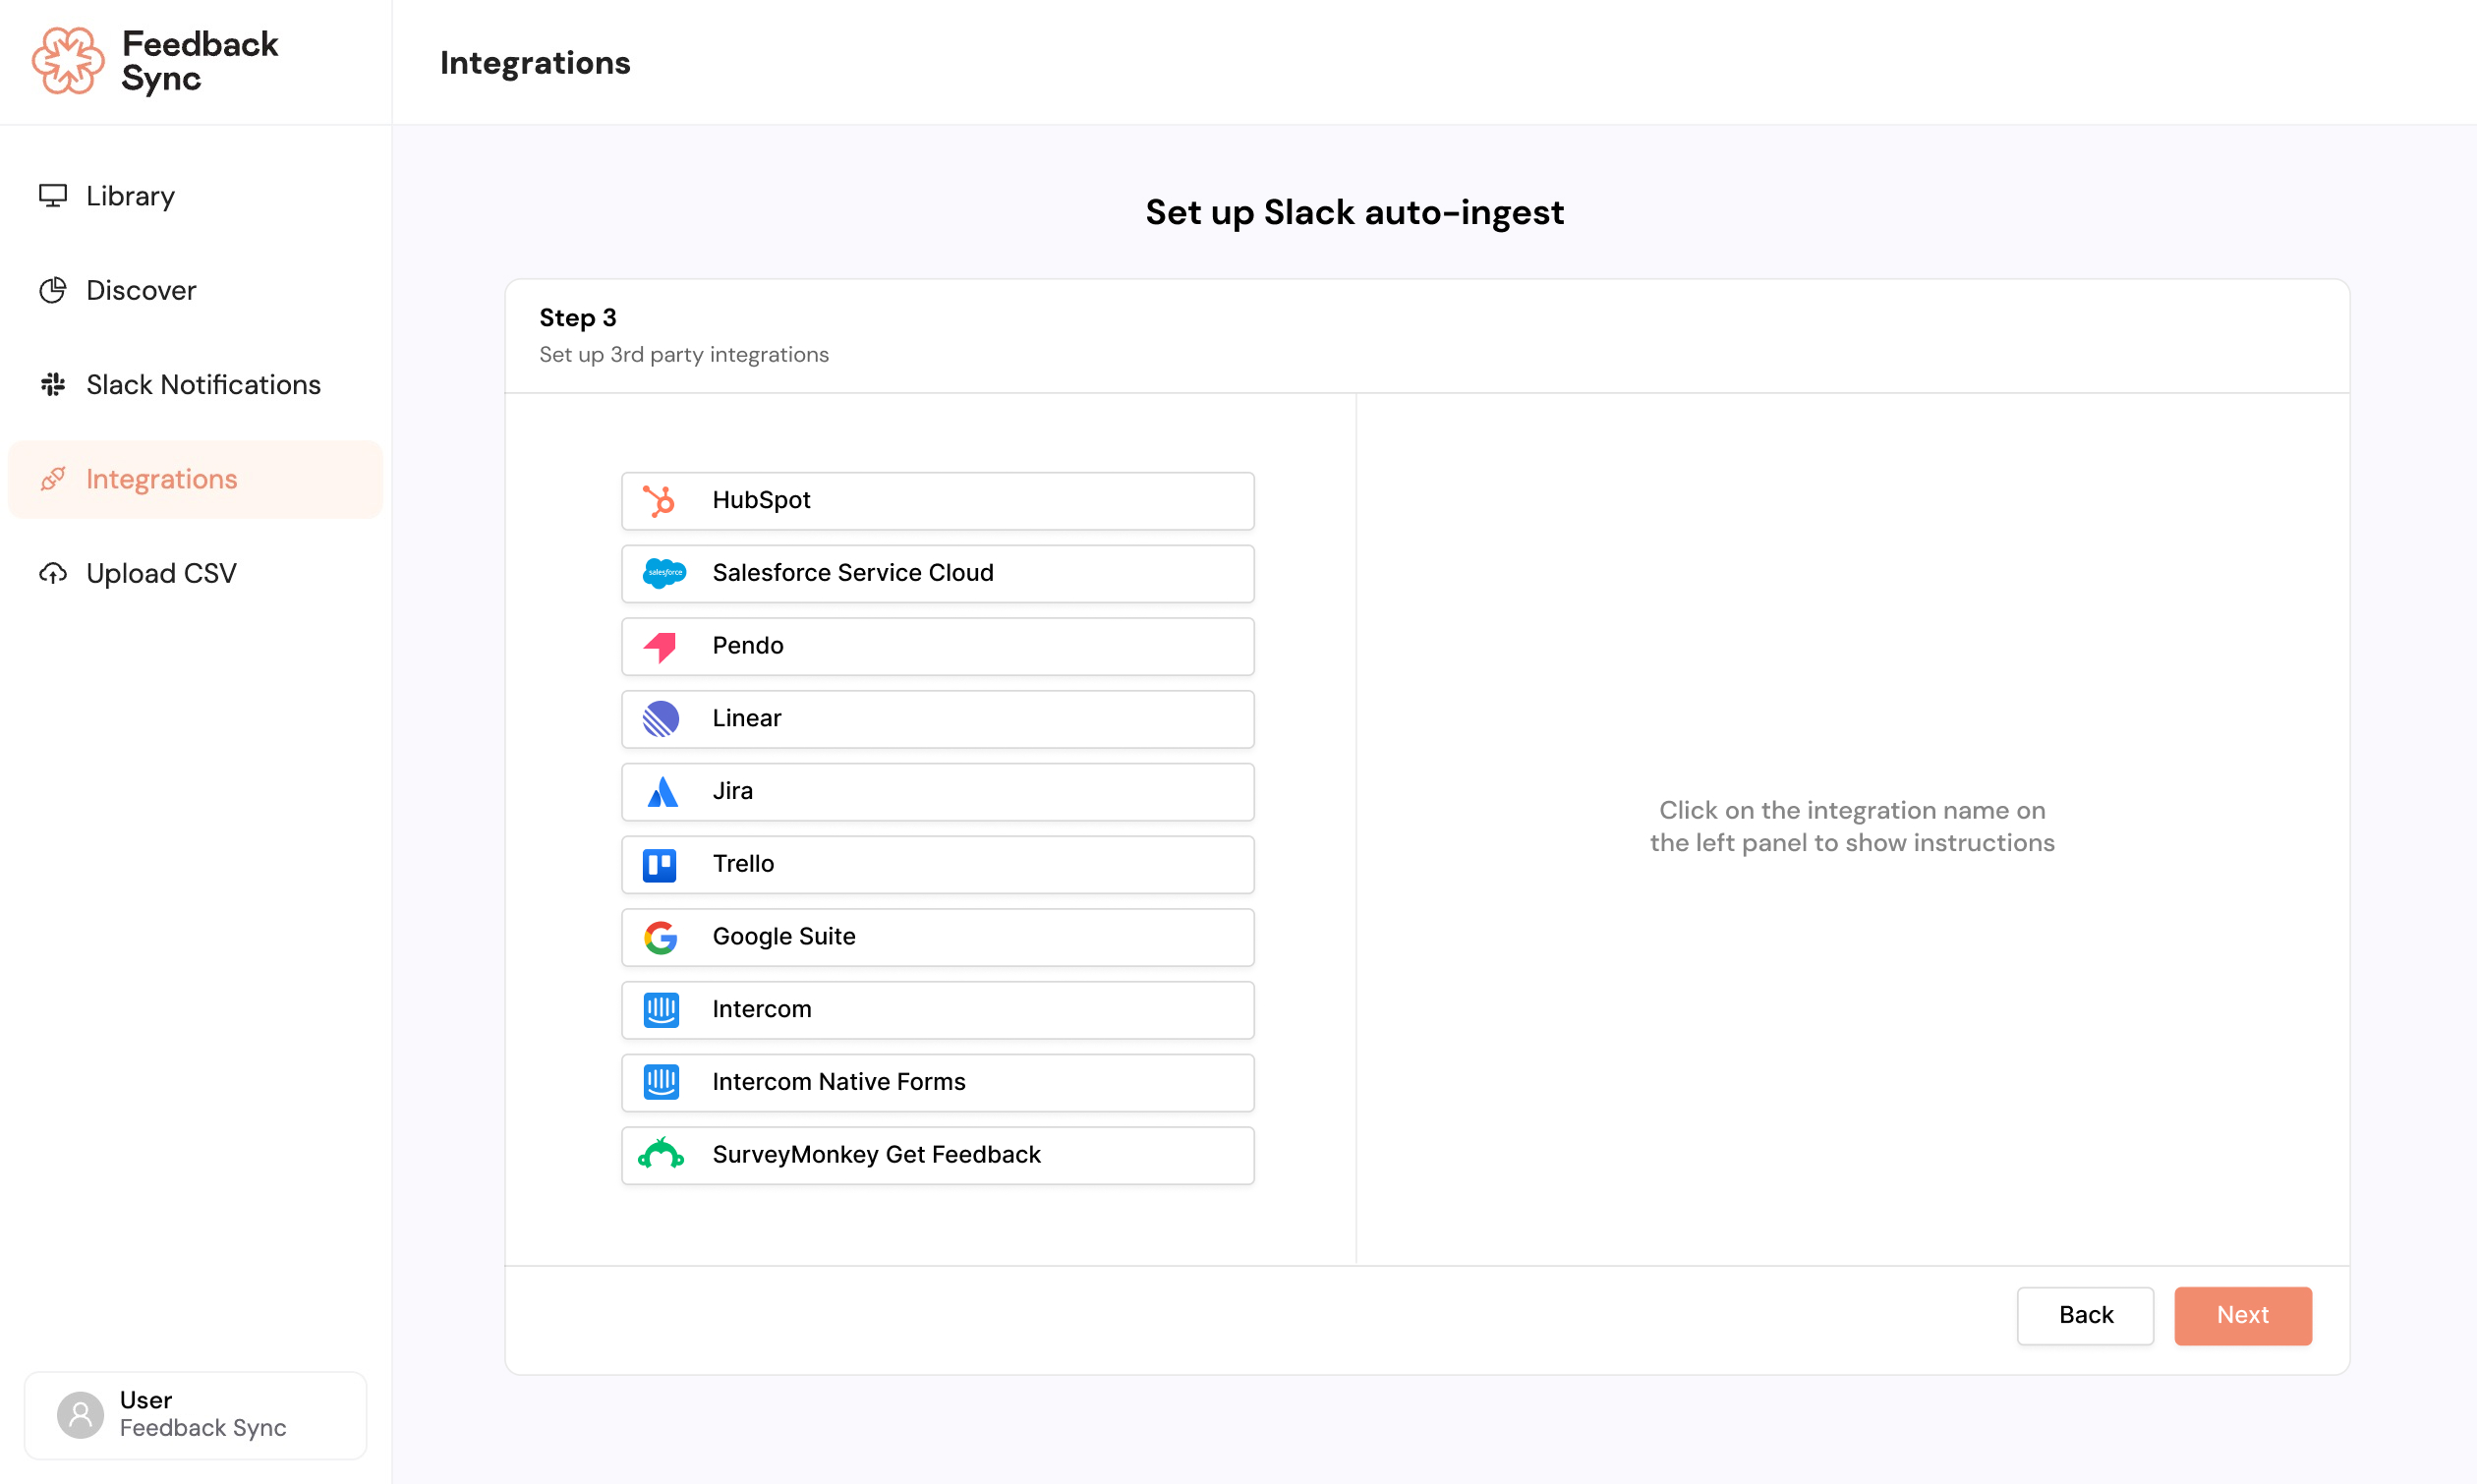 Feedback
Sync
Integrations
Library
Discover
Slack Notifications
Integrations
Upload CSV
User
Feedback Sync
Set up Slack auto-ingest
Step 3
Set up 3rd party integrations
HubSpot
salesforce
Salesforce Service Cloud
Pendo
Linear
Jira
Trello
Google Suite
Intercom
Intercom Native Forms
SurveyMonkey Get Feedback
Click on the integration name on
the left panel to show instructions
Back
Next